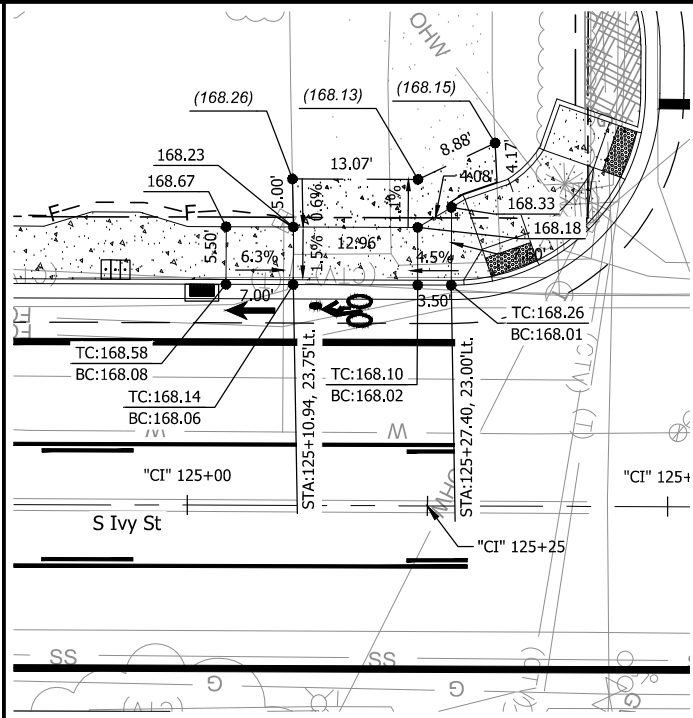 OHW
(168.15)
(168.26)
(168.13)
8.88'
4.17'
13.07'
4.08'
168.23
5.00'
0.6%
168.67
168.33
F
F
168.18
5.50'
6.3%
1.5%
12.96'
4.5%
7.00'
3.50'
TC:168.26
BC:168.01
TC:168.58
BC:168.08
TC:168.10
BC:168.02
TC:168.14
BC:168.06
STA:125+10.94, 23.75'Lt.
STA:125+27.40, 23.00'Lt.
(CTV)
(T)
W
W
"CI" 125+00
"CI" 125+
OHW
S Ivy St
"CI" 125+25
SS
SS
G
G
(CTV)